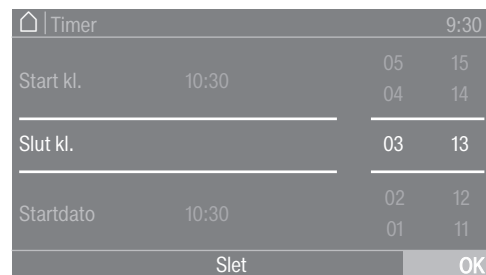 Timer 9:30
05 15
Start kl. 10:30
04 14
Slut kl. 03 13
02 12
Startdato 10:30
01 11
Slet OK